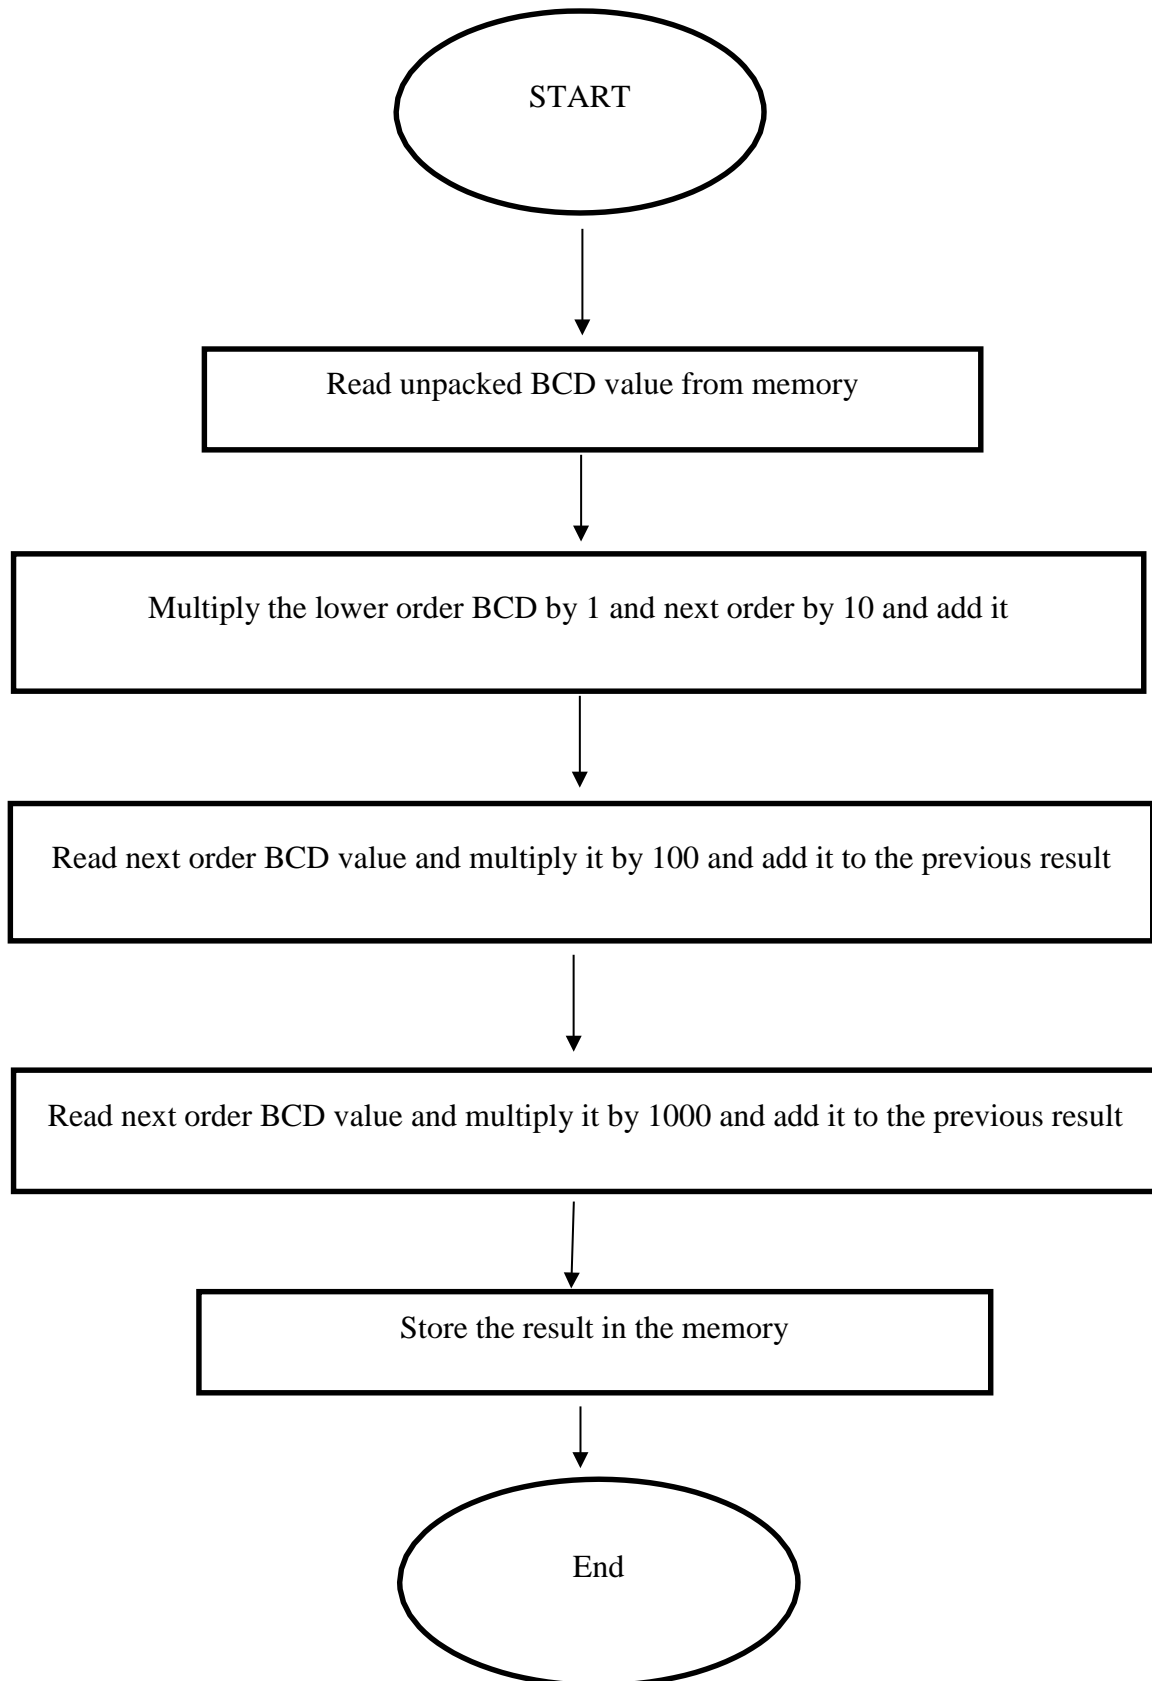 START
Read unpacked BCD value from memory
Multiply the lower order BCD by 1 and next order by 10 and add it
Read next order BCD value and multiply it by 100 and add it to the previous result
Read next order BCD value and multiply it by 1000 and add it to the previous result
Store the result in the memory
End